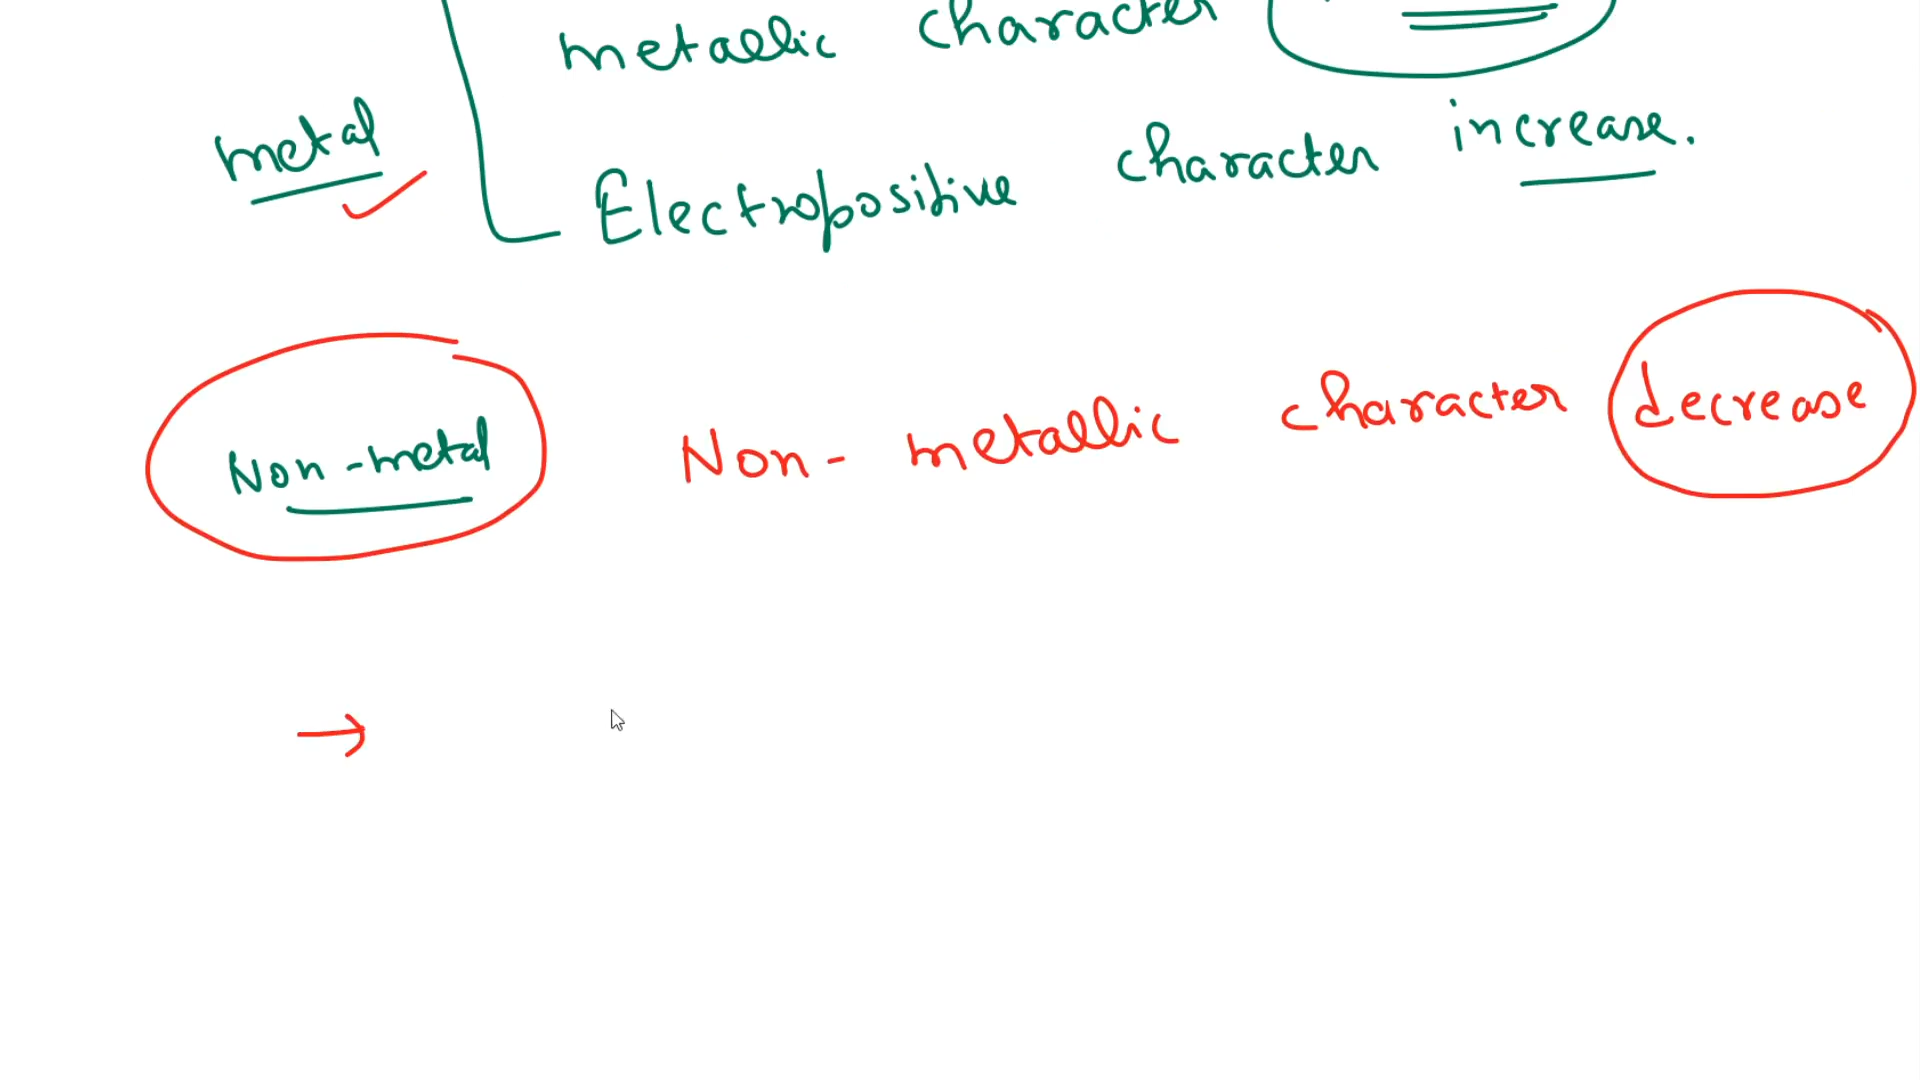 metallic character
metal
Electropositive character increase.
Non-metal Non-metallic character decrease
→